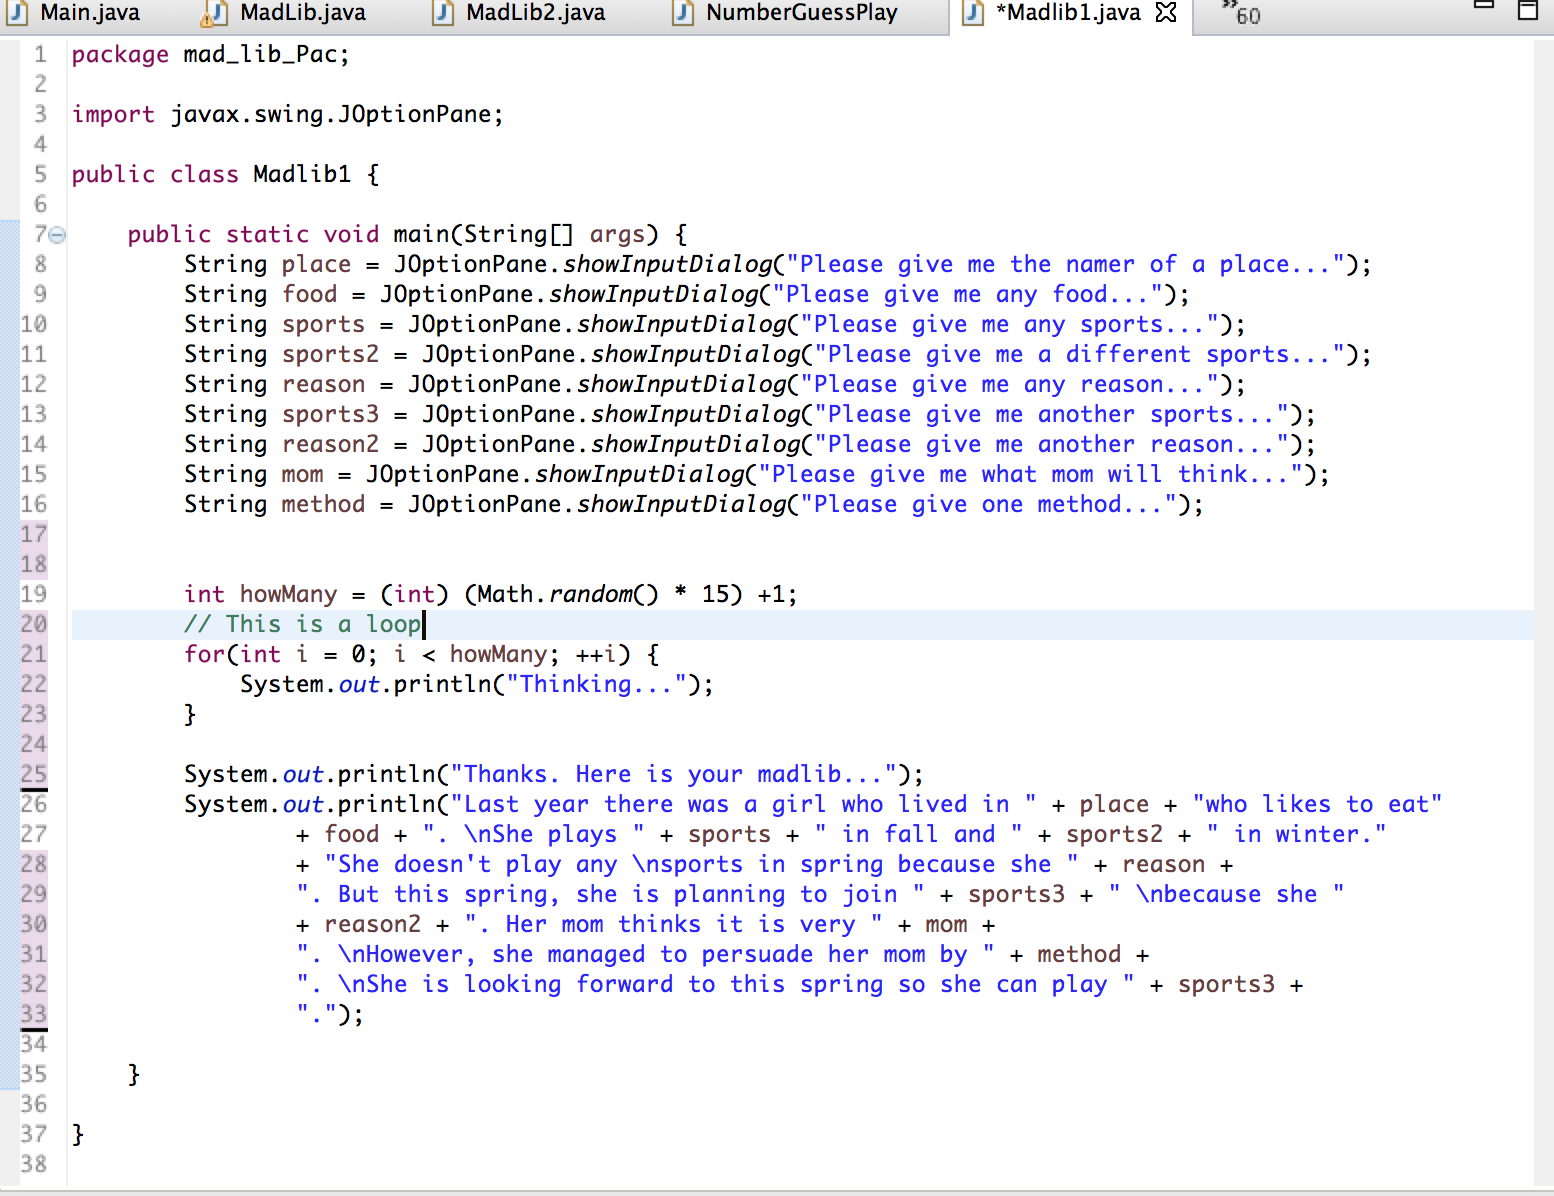 Main.java MadLib.java MadLib2.java NumberGuessPlay *Madlib1.java »60
1 package mad_lib_Pac;
2
3 import javax.swing.JOptionPane;
4
5 public class Madlib1 {
6
7 public static void main(String[] args) {
8 String place = JOptionPane.showInputDialog("Please give me the namer of a place...");
9 String food = JOptionPane.showInputDialog("Please give me any food...");
10 String sports = JOptionPane.showInputDialog("Please give me any sports...");
11 String sports2 = JOptionPane.showInputDialog("Please give me a different sports...");
12 String reason = JOptionPane.showInputDialog("Please give me any reason...");
13 String sports3 = JOptionPane.showInputDialog("Please give me another sports...");
14 String reason2 = JOptionPane.showInputDialog("Please give me another reason...");
15 String mom = JOptionPane.showInputDialog("Please give me what mom will think...");
16 String method = JOptionPane.showInputDialog("Please give one method...");
17
18
19 int howMany = (int) (Math.random() * 15) +1;
20 // This is a loop
21 for(int i = 0; i < howMany; ++i) {
22 System.out.println("Thinking...");
23 }
24
25 System.out.println("Thanks. Here is your madlib...");
26 System.out.println("Last year there was a girl who lived in " + place + "who likes to eat"
27 + food + ". \nShe plays " + sports + " in fall and " + sports2 + " in winter."
28 + "She doesn't play any \nsports in spring because she " + reason +
29 ". But this spring, she is planning to join " + sports3 + " \nbecause she "
30 + reason2 + ". Her mom thinks it is very " + mom +
31 ". \nHowever, she managed to persuade her mom by " + method +
32 ". \nShe is looking forward to this spring so she can play " + sports3 +
33 ".");
34
35 }
36
37 }
38